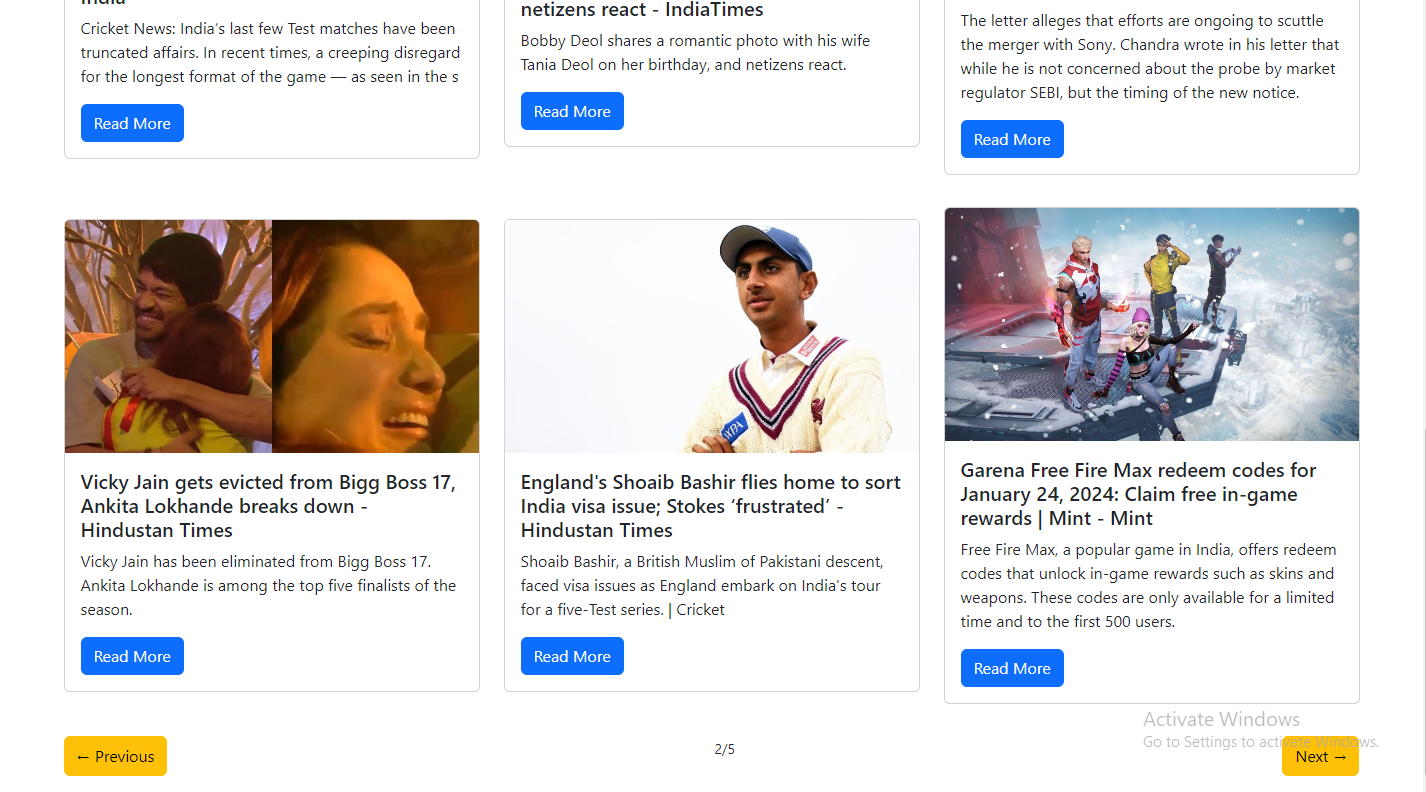 India
Cricket News: India’s last few Test matches have been
truncated affairs. In recent times, a creeping disregard
for the longest format of the game — as seen in the s
Read More
netizens react - IndiaTimes
Bobby Deol shares a romantic photo with his wife
Tania Deol on her birthday, and netizens react.
Read More
The letter alleges that efforts are ongoing to scuttle
the merger with Sony. Chandra wrote in his letter that
while he is not concerned about the probe by market
regulator SEBI, but the timing of the new notice.
Read More
Vicky Jain gets evicted from Bigg Boss 17,
Ankita Lokhande breaks down -
Hindustan Times
Vicky Jain has been eliminated from Bigg Boss 17.
Ankita Lokhande is among the top five finalists of the
season.
Read More
England's Shoaib Bashir flies home to sort
India visa issue; Stokes ‘frustrated’ -
Hindustan Times
Shoaib Bashir, a British Muslim of Pakistani descent,
faced visa issues as England embark on India's tour
for a five-Test series. | Cricket
Read More
Garena Free Fire Max redeem codes for
January 24, 2024: Claim free in-game
rewards | Mint - Mint
Free Fire Max, a popular game in India, offers redeem
codes that unlock in-game rewards such as skins and
weapons. These codes are only available for a limited
time and to the first 500 users.
Read More
← Previous
2/5
Next →
Activate Windows
Go to Settings to activate Windows.